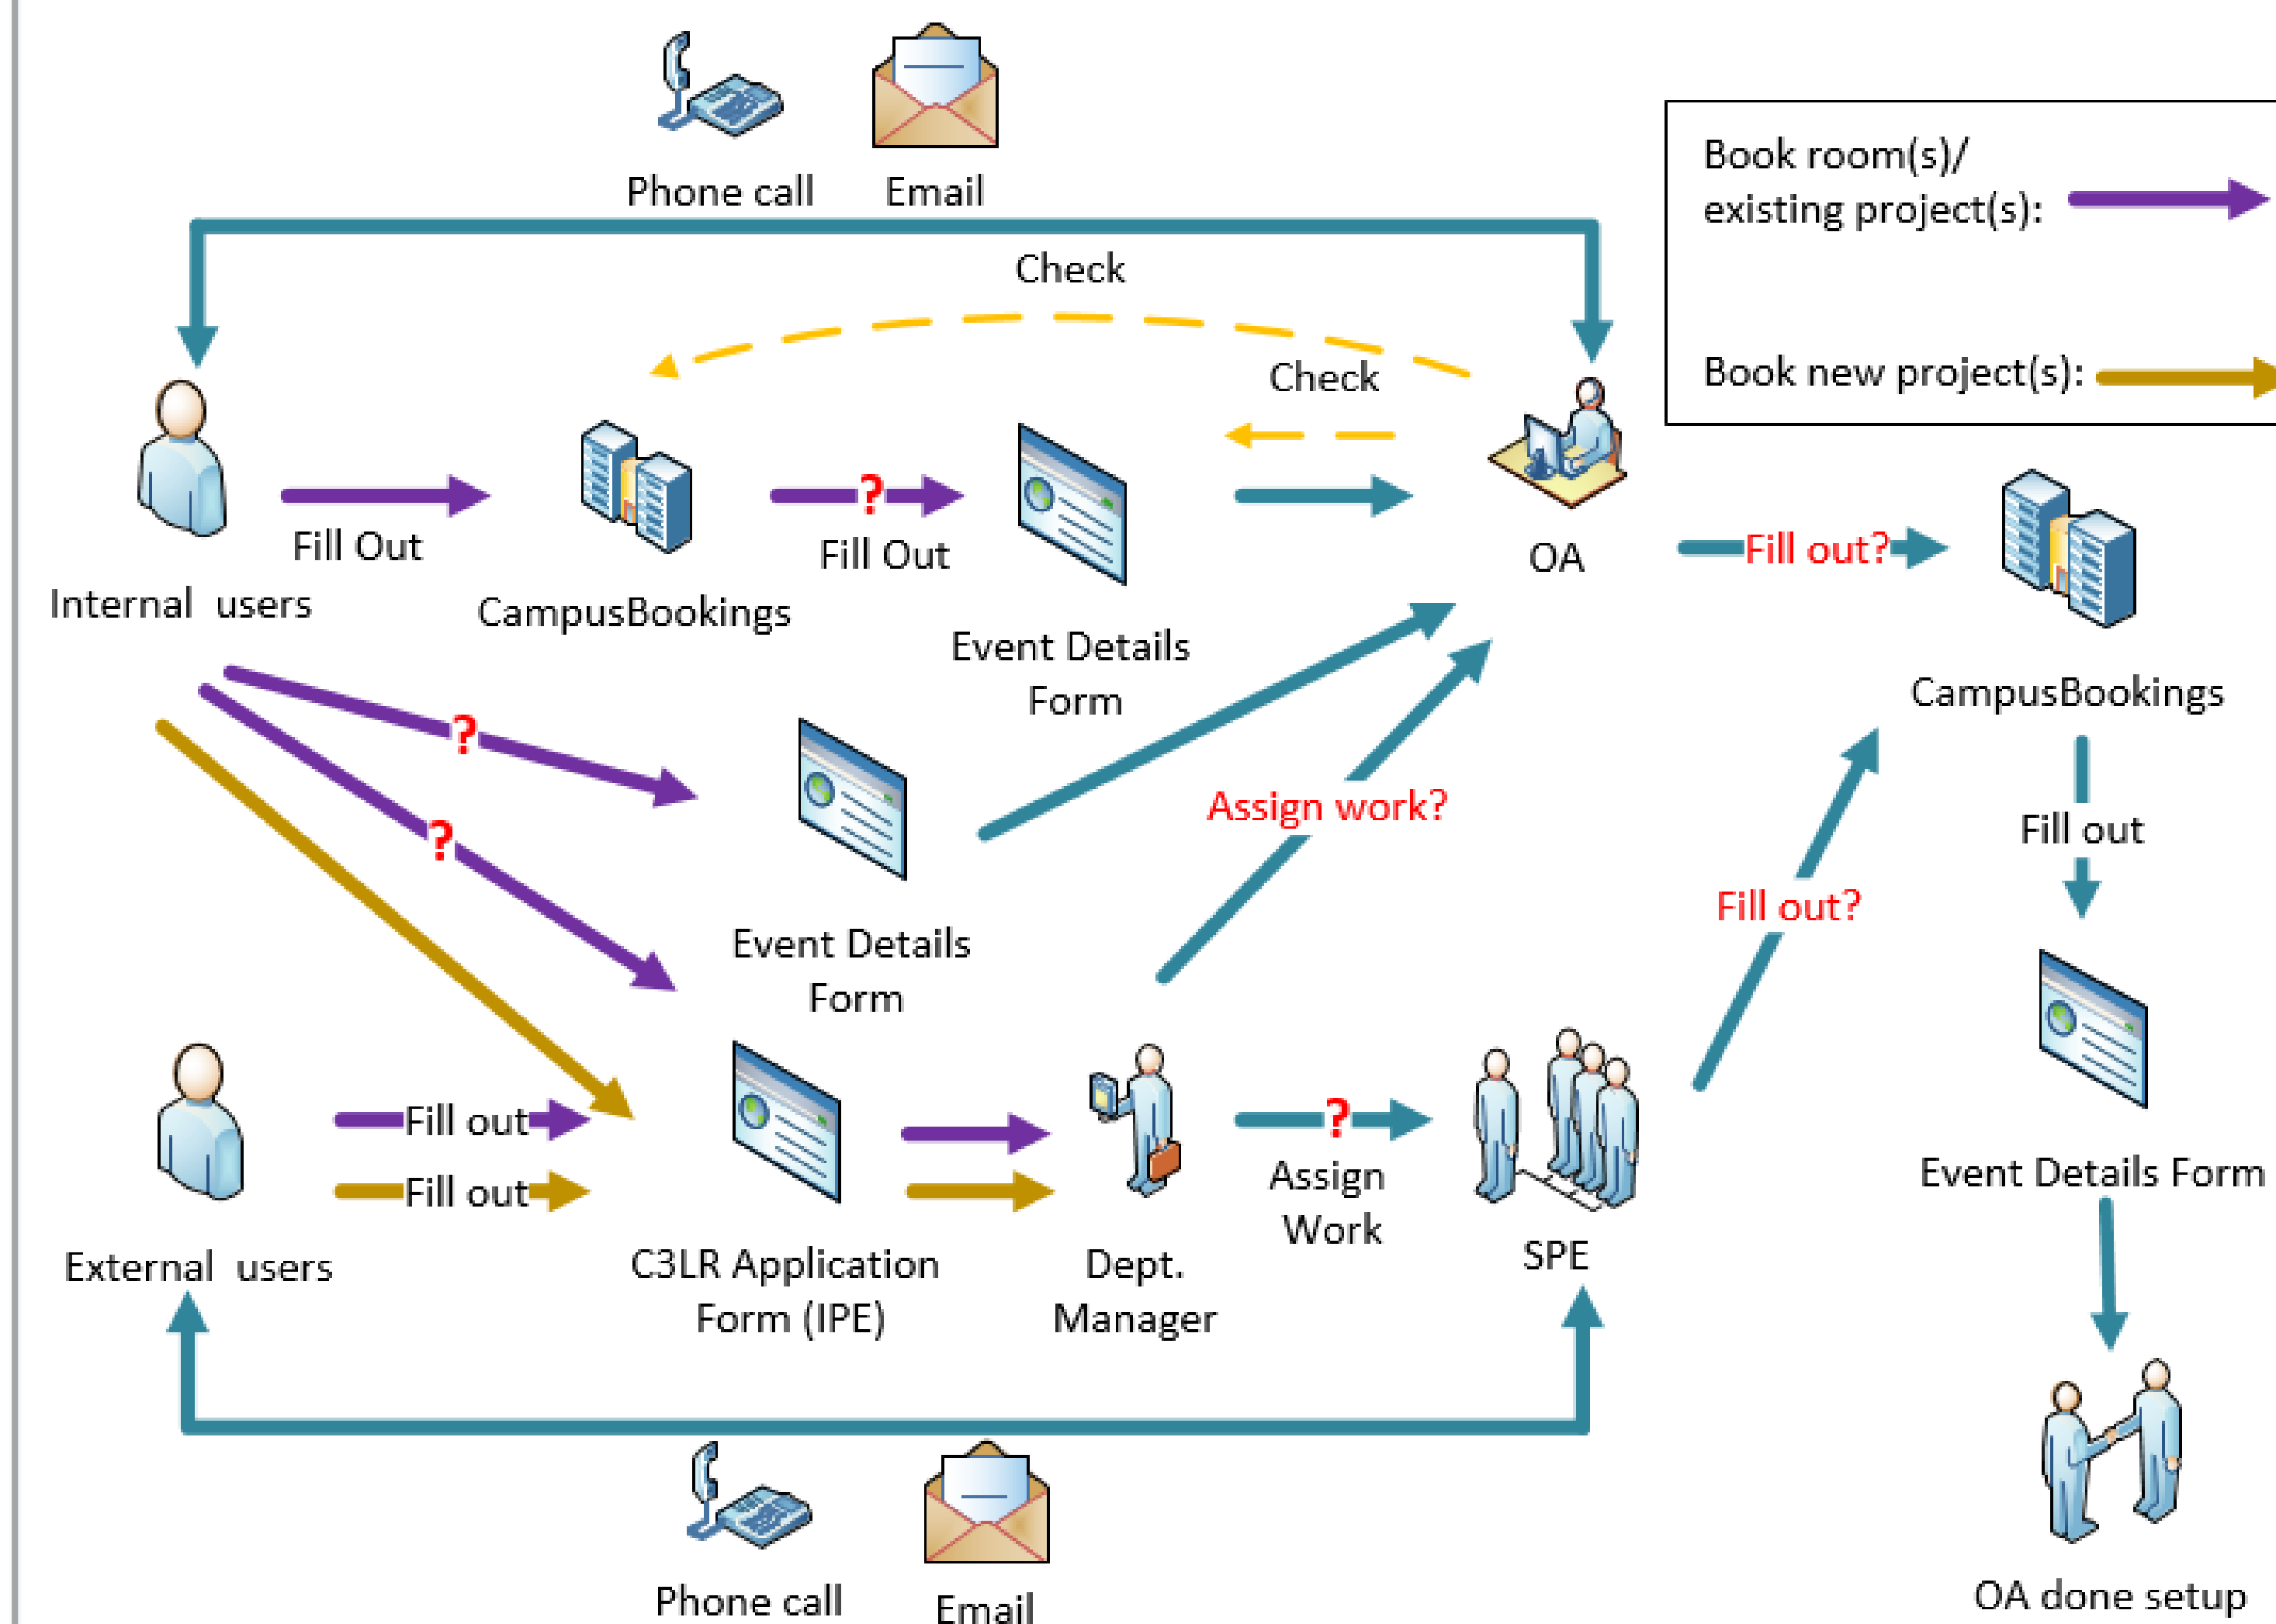 Phone call
Email
Book room(s)/
existing project(s):
Check
Check
Book new project(s):
?
Fill Out
Fill Out
OA
Fill out?
Internal  users
CampusBookings
Event Details
Form
CampusBookings
?
?
Assign work?
Fill out
Fill out?
Event Details
Form
Fill out
?
Fill out
Assign
Work
Event Details Form
External  users
C3LR Application
Form (IPE)
Dept.
Manager
SPE
Phone call
Email
OA done setup